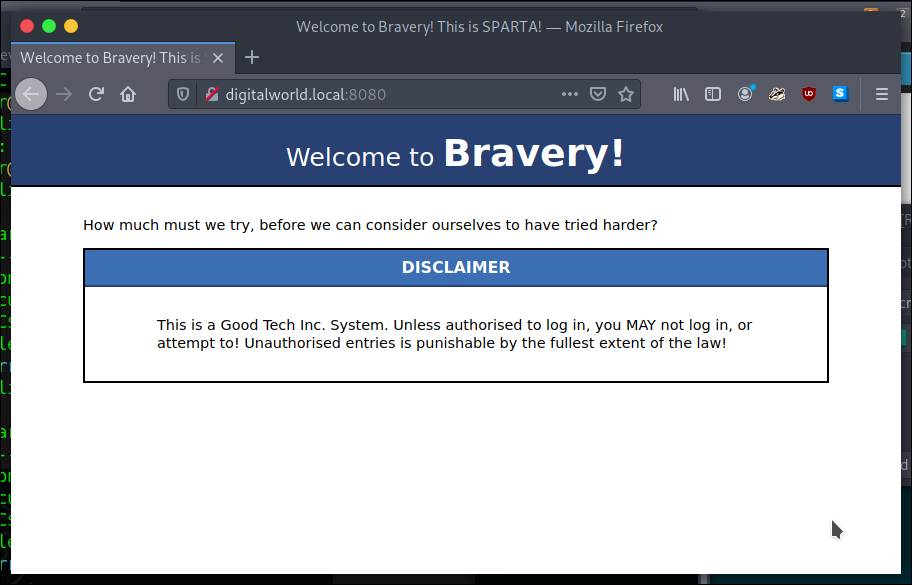 Welcome to Bravery! This is SPARTA! — Mozilla Firefox
Welcome to Bravery! This is
digitalworld.local:8080
Welcome to Bravery!
How much must we try, before we can consider ourselves to have tried harder?
DISCLAIMER
This is a Good Tech Inc. System. Unless authorised to log in, you MAY not log in, or
attempt to! Unauthorised entries is punishable by the fullest extent of the law!